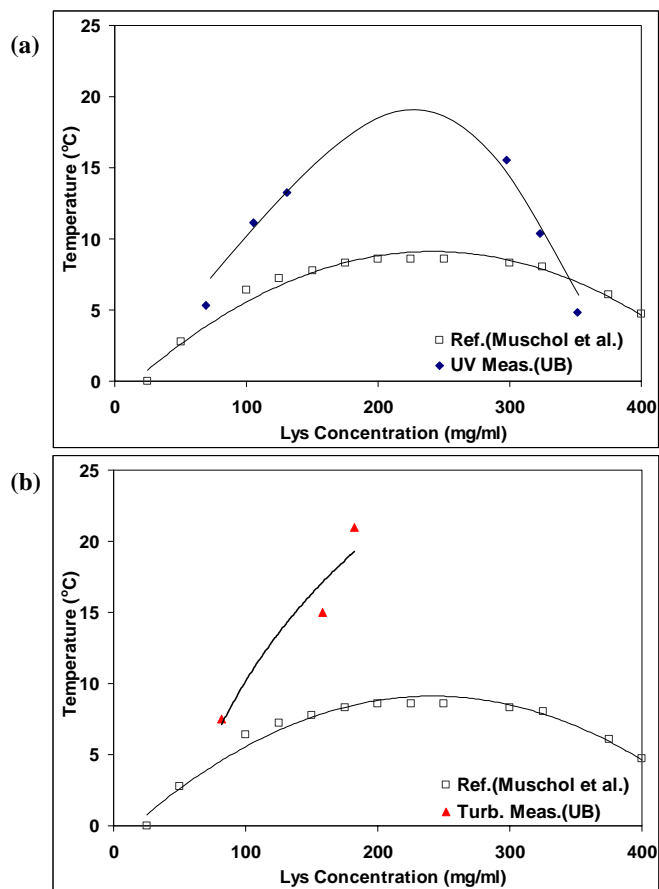 (a)
25
20
15
10
5
0
Temperature (°C)
Ref.(Muschol et al.)
UV Meas.(UB)
0 100 200 300 400
Lys Concentration (mg/ml)
(b)
25
20
15
10
5
0
Temperature (°C)
Ref.(Muschol et al.)
Turb. Meas.(UB)
0 100 200 300 400
Lys Concentration (mg/ml)